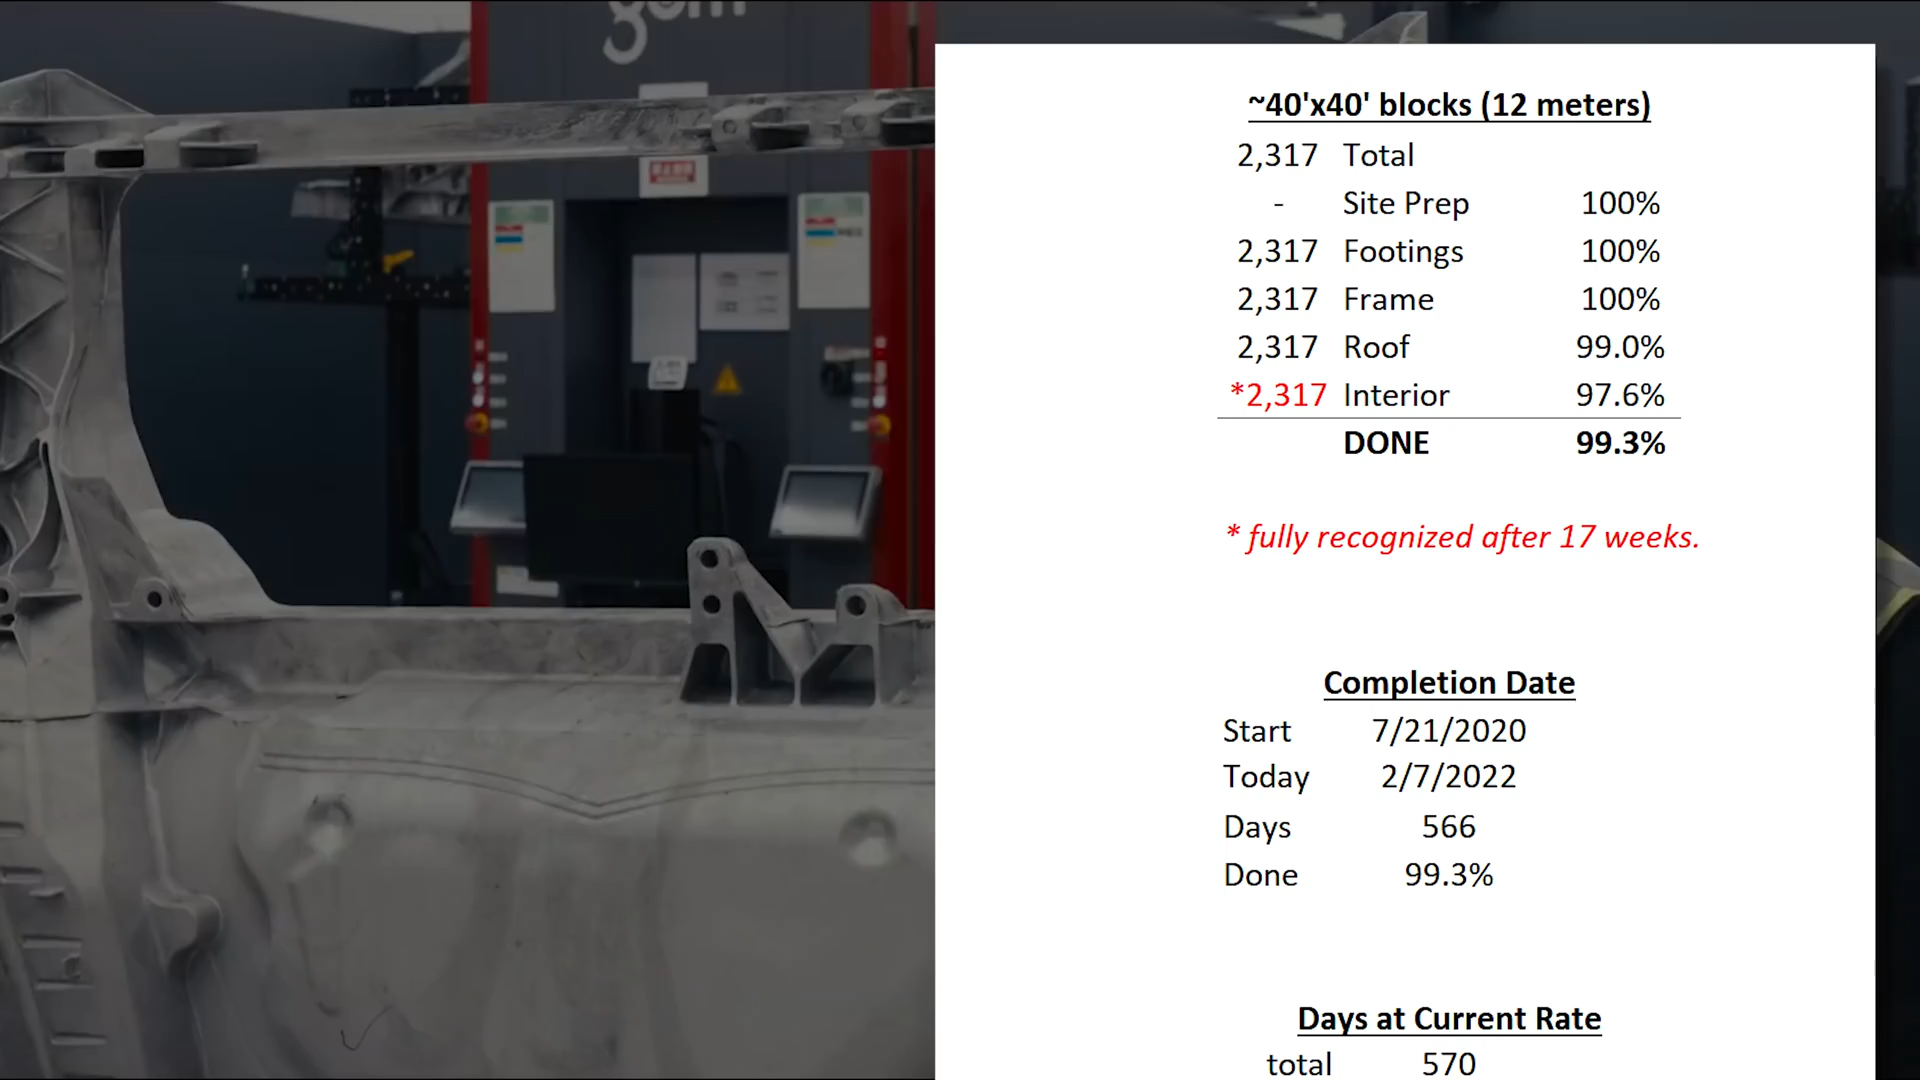 gom
~40'x40' blocks (12 meters)
2,317 Total
- Site Prep 100%
2,317 Footings 100%
2,317 Frame 100%
2,317 Roof 99.0%
*2,317 Interior 97.6%
DONE 99.3%
* fully recognized after 17 weeks.
Completion Date
Start 7/21/2020
Today 2/7/2022
Days 566
Done 99.3%
Days at Current Rate
total 570